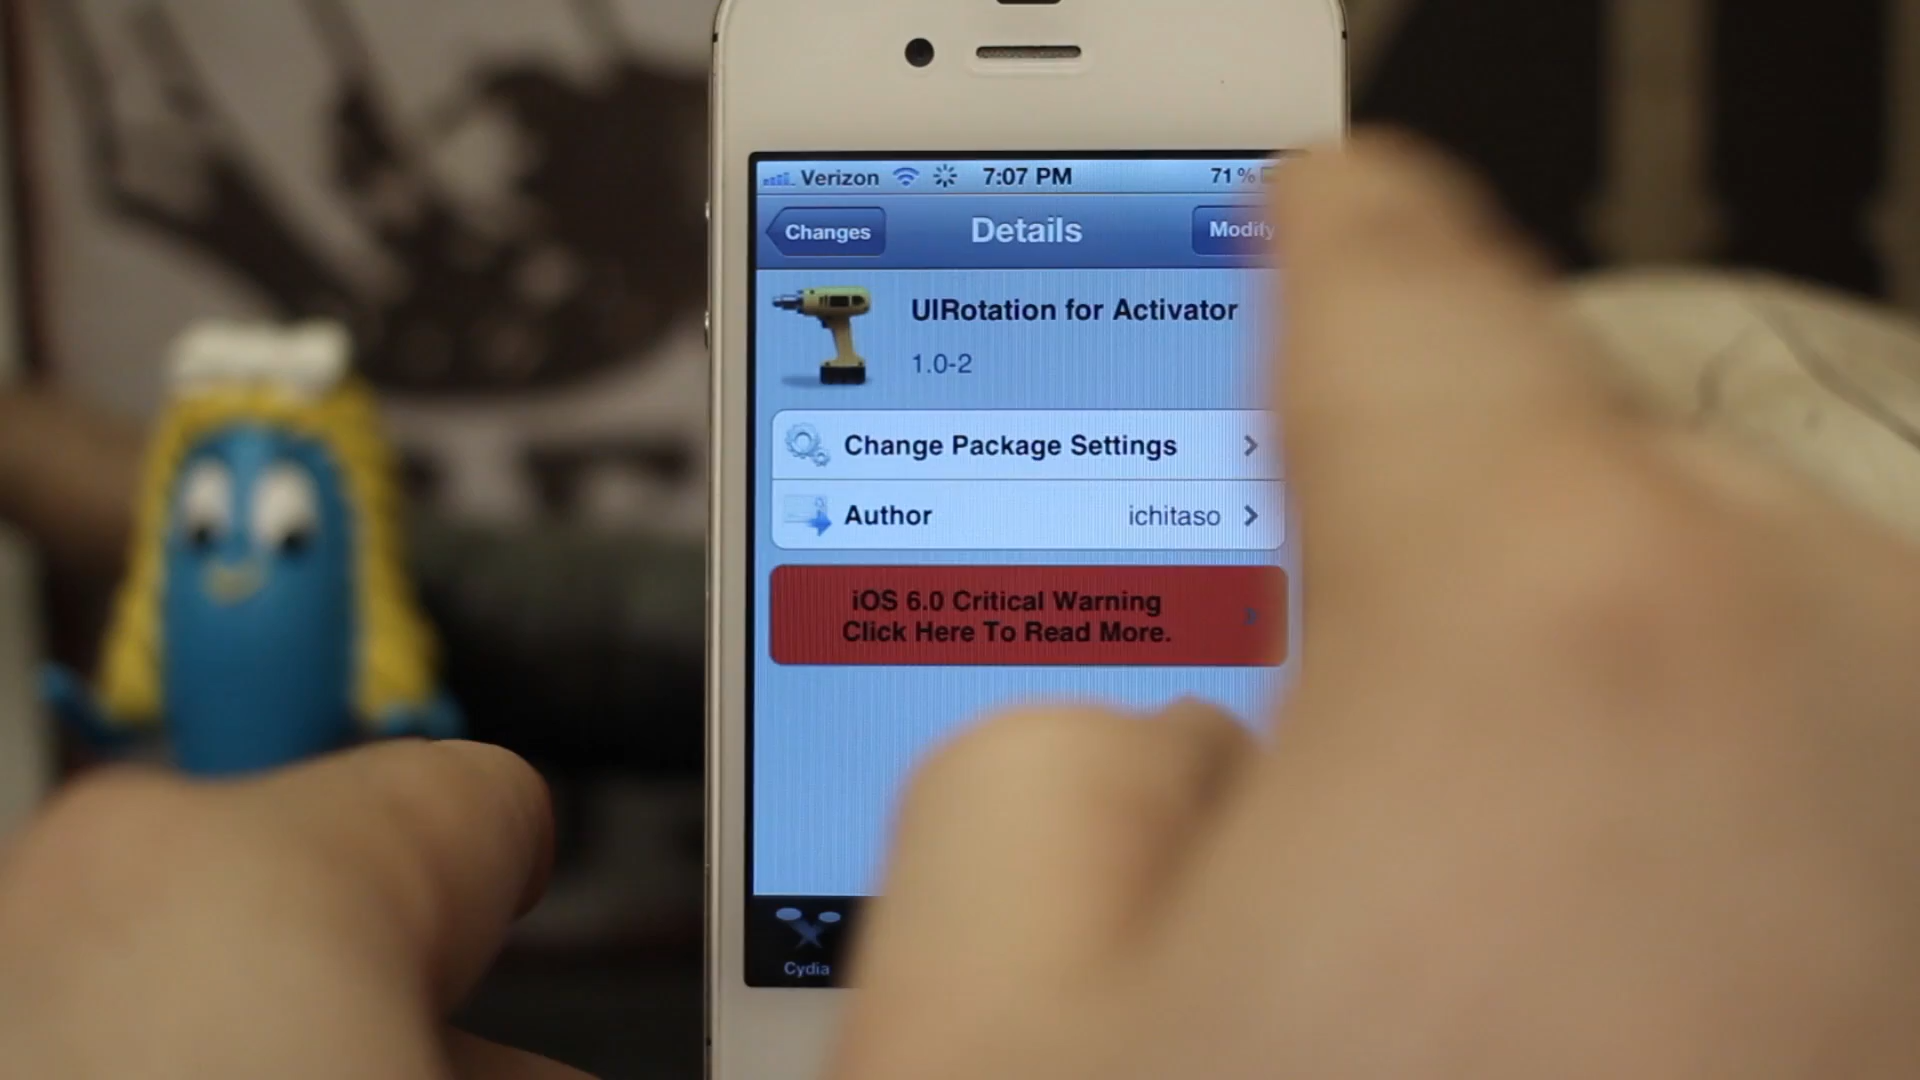 Verizon 7:07 PM 71%
Changes Details Modify
UIRotation for Activator
1.0-2
Change Package Settings
Author ichitaso
iOS 6.0 Critical Warning
Click Here To Read More.
Cydia